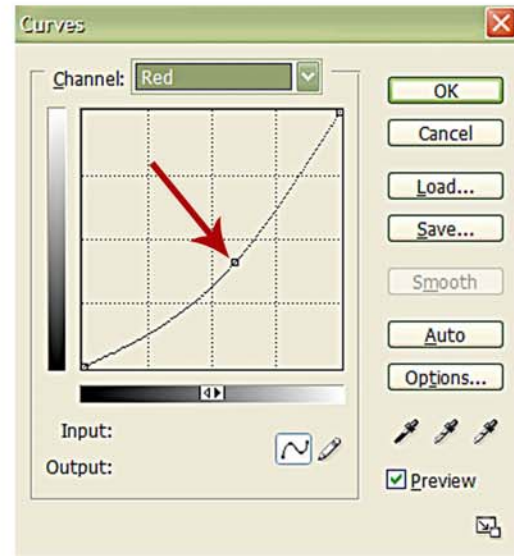 Curves
Channel: Red
OK
Cancel
Load...
Save...
Smooth
Auto
Options...
Input:
Output:
Preview